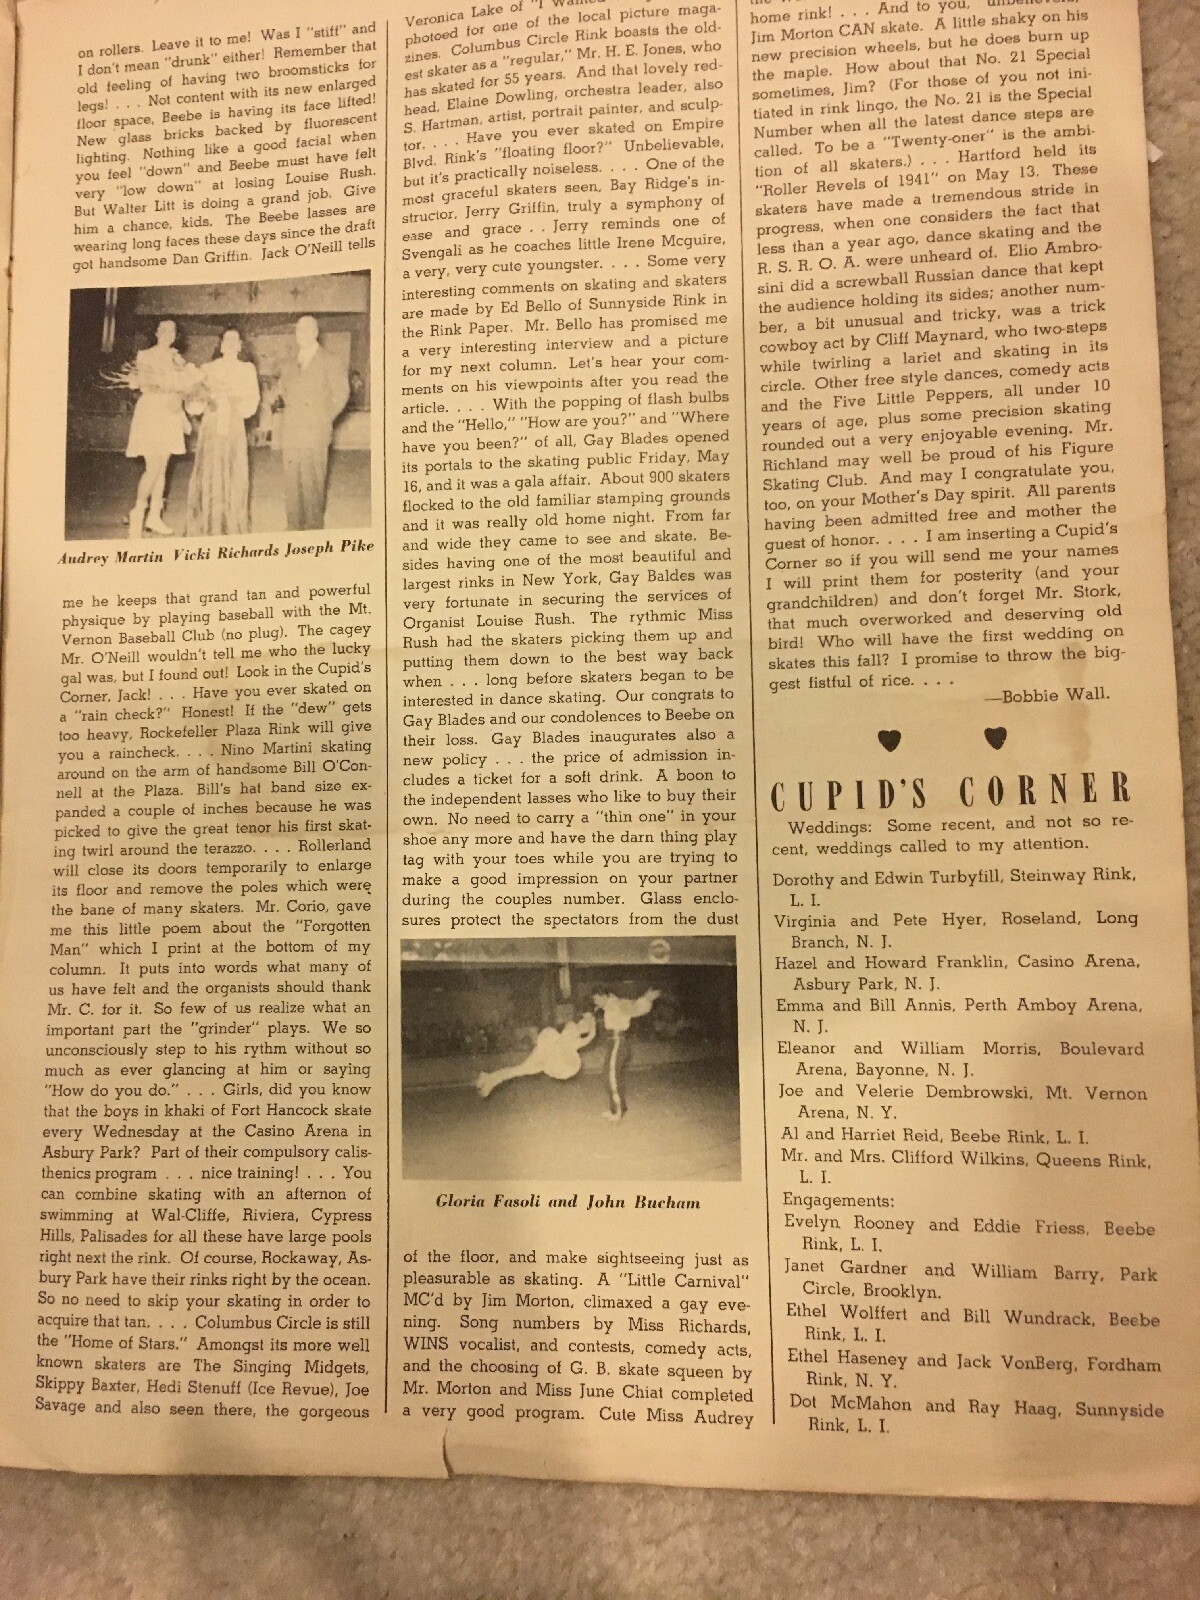 on rollers. Leave it to me! Was I "stiff" and
I don't mean "drunk" either! Remember that
old feeling of having two broomsticks for
legs! . . . Not content with its new enlarged
floor space, Beebe is having its face lifted!
New glass bricks backed by fluorescent
lighting. Nothing like a good facial when
you feel "down" and Beebe must have felt
very "low down" at losing Louise Rush.
But Walter Litt is doing a grand job. Give
him a chance, kids. The Beebe lasses are
wearing long faces these days since the draft
got handsome Dan Griffin. Jack O'Neill tells
Audrey Martin Vicki Richards Joseph Pike
me he keeps that grand tan and powerful
physique by playing baseball with the Mt.
Vernon Baseball Club (no plug). The cagey
Mr. O'Neill wouldn't tell me who the lucky
gal was, but I found out! Look in the Cupid's
Corner, Jack! . . . Have you ever skated on
a "rain check?" Honest! If the "dew" gets
too heavy, Rockefeller Plaza Rink will give
you a raincheck. . . . Nino Martini skating
around on the arm of handsome Bill O'Con-
nell at the Plaza. Bill's hat band size ex-
panded a couple of inches because he was
picked to give the great tenor his first skat-
ing twirl around the terazzo. . . . Rollerland
will close its doors temporarily to enlarge
its floor and remove the poles which were
the bane of many skaters. Mr. Corio, gave
me this little poem about the "Forgotten
Man" which I print at the bottom of my
column. It puts into words what many of
us have felt and the organists should thank
Mr. C. for it. So few of us realize what an
important part the "grinder" plays. We so
unconsciously step to his rythm without so
much as ever glancing at him or saying
"How do you do." . . . Girls, did you know
that the boys in khaki of Fort Hancock skate
every Wednesday at the Casino Arena in
Asbury Park? Part of their compulsory calis-
thenics program . . . nice training! . . . You
can combine skating with an afternon of
swimming at Wal-Cliffe, Riviera, Cypress
Hills, Palisades for all these have large pools
right next the rink. Of course, Rockaway, As-
bury Park have their rinks right by the ocean.
So no need to skip your skating in order to
acquire that tan. . . . Columbus Circle is still
the "Home of Stars." Amongst its more well
known skaters are The Singing Midgets,
Skippy Baxter, Hedi Stenuff (Ice Revue), Joe
Savage and also seen there, the gorgeous
Veronica Lake of "I Wanted
photoed for one of the local picture maga-
zines. Columbus Circle Rink boasts the old-
est skater as a "regular," Mr. H. E. Jones, who
has skated for 55 years. And that lovely red-
head, Elaine Dowling, orchestra leader, also
S. Hartman, artist, portrait painter, and sculp-
tor. . . . Have you ever skated on Empire
Blvd. Rink's "floating floor?" Unbelievable,
but it's practically noiseless. . . . One of the
most graceful skaters seen, Bay Ridge's in-
structor, Jerry Griffin, truly a symphony of
ease and grace . . Jerry reminds one of
Svengali as he coaches little Irene Mcguire,
a very, very cute youngster. . . . Some very
interesting comments on skating and skaters
are made by Ed Bello of Sunnyside Rink in
the Rink Paper. Mr. Bello has promised me
a very interesting interview and a picture
for my next column. Let's hear your com-
ments on his viewpoints after you read the
article. . . . With the popping of flash bulbs
and the "Hello," "How are you?" and "Where
have you been?" of all, Gay Blades opened
its portals to the skating public Friday, May
16, and it was a gala affair. About 900 skaters
flocked to the old familiar stamping grounds
and it was really old home night. From far
and wide they came to see and skate. Be-
sides having one of the most beautiful and
largest rinks in New York, Gay Baldes was
very fortunate in securing the services of
Organist Louise Rush. The rythmic Miss
Rush had the skaters picking them up and
putting them down to the best way back
when . . . long before skaters began to be
interested in dance skating. Our congrats to
Gay Blades and our condolences to Beebe on
their loss. Gay Blades inaugurates also a
new policy . . . the price of admission in-
cludes a ticket for a soft drink. A boon to
the independent lasses who like to buy their
own. No need to carry a "thin one" in your
shoe any more and have the darn thing play
tag with your toes while you are trying to
make a good impression on your partner
during the couples number. Glass enclo-
sures protect the spectators from the dust
Gloria Fasoli and John Bucham
of the floor, and make sightseeing just as
pleasurable as skating. A "Little Carnival"
MC'd by Jim Morton, climaxed a gay eve-
ning. Song numbers by Miss Richards,
WINS vocalist, and contests, comedy acts,
and the choosing of G. B. skate squeen by
Mr. Morton and Miss June Chiat completed
a very good program. Cute Miss Audrey
home rink! . . . And to you, unbelievers,
Jim Morton CAN skate. A little shaky on his
new precision wheels, but he does burn up
the maple. How about that No. 21 Special
sometimes, Jim? (For those of you not ini-
tiated in rink lingo, the No. 21 is the Special
Number when all the latest dance steps are
called. To be a "Twenty-oner" is the ambi-
tion of all skaters.) . . . Hartford held its
"Roller Revels of 1941" on May 13. These
skaters have made a tremendous stride in
progress, when one considers the fact that
less than a year ago, dance skating and the
R. S. R. O. A. were unheard of. Elio Ambro-
sini did a screwball Russian dance that kept
the audience holding its sides; another num-
ber, a bit unusual and tricky, was a trick
cowboy act by Cliff Maynard, who two-steps
while twirling a lariet and skating in its
circle. Other free style dances, comedy acts
and the Five Little Peppers, all under 10
years of age, plus some precision skating
rounded out a very enjoyable evening. Mr.
Richland may well be proud of his Figure
Skating Club. And may I congratulate you,
too, on your Mother's Day spirit. All parents
having been admitted free and mother the
guest of honor. . . . I am inserting a Cupid's
Corner so if you will send me your names
I will print them for posterity (and your
grandchildren) and don't forget Mr. Stork,
that much overworked and deserving old
bird! Who will have the first wedding on
skates this fall? I promise to throw the big-
gest fistful of rice. . . .
—Bobbie Wall.
CUPID'S CORNER
Weddings: Some recent, and not so re-
cent, weddings called to my attention.
Dorothy and Edwin Turbyfill, Steinway Rink,
L. I.
Virginia and Pete Hyer, Roseland, Long
Branch, N. J.
Hazel and Howard Franklin, Casino Arena,
Asbury Park, N. J.
Emma and Bill Annis, Perth Amboy Arena,
N. J.
Eleanor and William Morris, Boulevard
Arena, Bayonne, N. J.
Joe and Velerie Dembrowski, Mt. Vernon
Arena, N. Y.
Al and Harriet Reid, Beebe Rink, L. I.
Mr. and Mrs. Clifford Wilkins, Queens Rink,
L. I.
Engagements:
Evelyn Rooney and Eddie Friess, Beebe
Rink, L. I.
Janet Gardner and William Barry, Park
Circle, Brooklyn.
Ethel Wolffert and Bill Wundrack, Beebe
Rink, L. I.
Ethel Haseney and Jack VonBerg, Fordham
Rink, N. Y.
Dot McMahon and Ray Haag, Sunnyside
Rink, L. I.